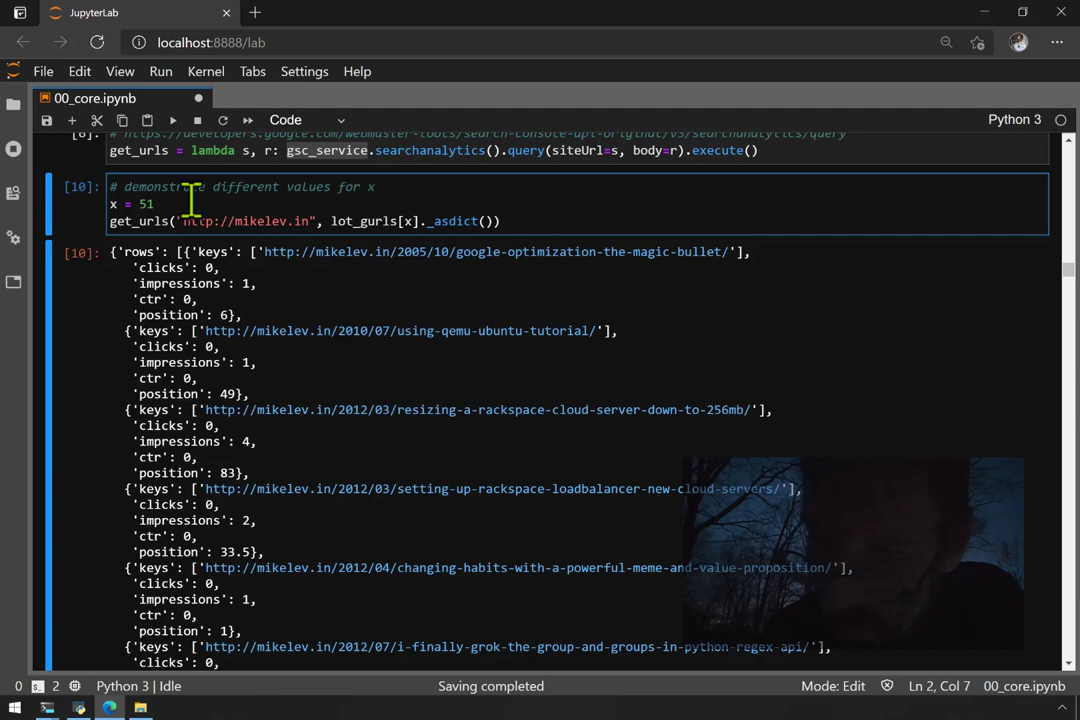 JupyterLab
localhost:8888/lab
File Edit View Run Kernel Tabs Settings Help
00_core.ipynb
Code
Python 3
[6]: # https://developers.google.com/webmaster-tools/search-console-api-original/v3/searchanalytics/query
get_urls = lambda s, r: gsc_service.searchanalytics().query(siteUrl=s, body=r).execute()
[10]: # demonstrate different values for x
x = 51
get_urls("http://mikelev.in", lot_gurls[x]._asdict())
[10]: {'rows': [{'keys': ['http://mikelev.in/2005/10/google-optimization-the-magic-bullet/'],
'clicks': 0,
'impressions': 1,
'ctr': 0,
'position': 6},
{'keys': ['http://mikelev.in/2010/07/using-qemu-ubuntu-tutorial/'],
'clicks': 0,
'impressions': 1,
'ctr': 0,
'position': 49},
{'keys': ['http://mikelev.in/2012/03/resizing-a-rackspace-cloud-server-down-to-256mb/'],
'clicks': 0,
'impressions': 4,
'ctr': 0,
'position': 83},
{'keys': ['http://mikelev.in/2012/03/setting-up-rackspace-loadbalancer-new-cloud-servers/'],
'clicks': 0,
'impressions': 2,
'ctr': 0,
'position': 33.5},
{'keys': ['http://mikelev.in/2012/04/changing-habits-with-a-powerful-meme-and-value-proposition/'],
'clicks': 0,
'impressions': 1,
'ctr': 0,
'position': 1},
{'keys': ['http://mikelev.in/2012/07/i-finally-grok-the-group-and-groups-in-python-regex-api/'],
'clicks': 0,
0 2 Python 3 | Idle Saving completed Mode: Edit Ln 2, Col 7 00_core.ipynb